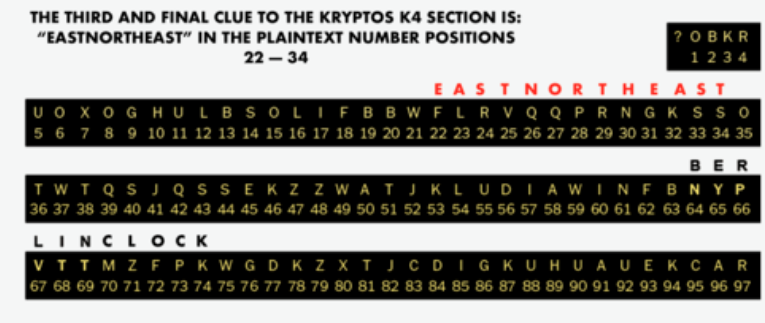 THE THIRD AND FINAL CLUE TO THE KRYPTOS K4 SECTION IS:
“EASTNORTHEAST” IN THE PLAINTEXT NUMBER POSITIONS
22 — 34
? O B K R
1 2 3 4
E A S T N O R T H E A S T
U O X O G H U L B S O L I F B B W F L R V Q Q P R N G K S S O
5 6 7 8 9 10 11 12 13 14 15 16 17 18 19 20 21 22 23 24 25 26 27 28 29 30 31 32 33 34 35
B E R
T W T Q S J Q S S E K Z Z W A T J K L U D I A W I N F B N Y P
36 37 38 39 40 41 42 43 44 45 46 47 48 49 50 51 52 53 54 55 56 57 58 59 60 61 62 63 64 65 66
L I N C L O C K
V T T M Z F P K W G D K Z X T J C D I G K U H U A U E K C A R
67 68 69 70 71 72 73 74 75 76 77 78 79 80 81 82 83 84 85 86 87 88 89 90 91 92 93 94 95 96 97